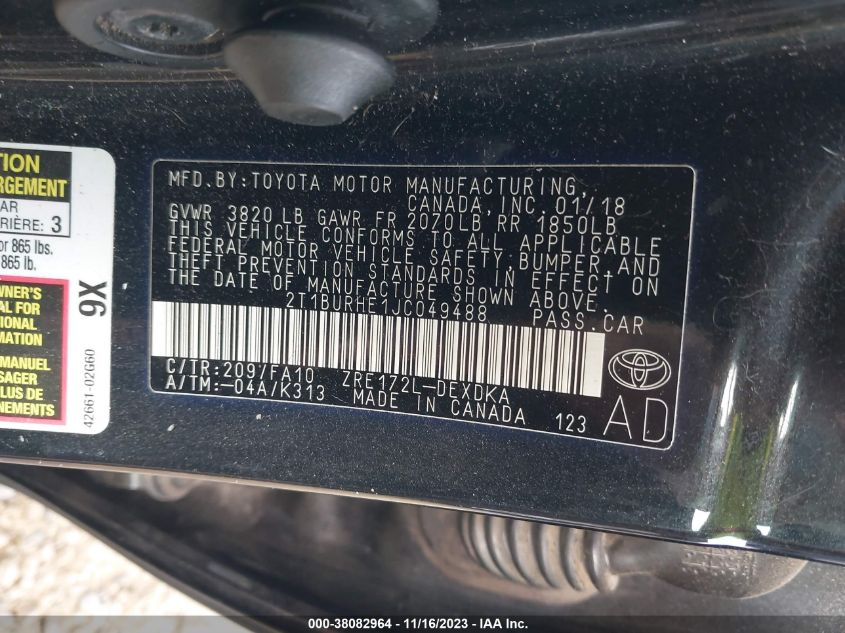 TION
RGEMENT
AR
RIÈRE: 3
or 865 lbs.
865 lb.
WNER'S
AL FOR
TIONAL
MATION
MANUEL
SAGER
PLUS DE
EMENTS
9X
42661-02G60
MFD. BY: TOYOTA MOTOR MANUFACTURING,
CANADA, INC. 01/18
GVWR 3820 LB GAWR FR 2070LB RR 1850LB
THIS VEHICLE CONFORMS TO ALL APPLICABLE
FEDERAL MOTOR VEHICLE SAFETY, BUMPER, AND
THEFT PREVENTION STANDARDS IN EFFECT ON
THE DATE OF MANUFACTURE SHOWN ABOVE.
2T1BURHE1JC049488 PASS. CAR
C/TR: 209/FA10 ZRE172L-DEXDKA
A/TM: -04A/K313 MADE IN CANADA 123
AD
000-38082964 - 11/16/2023 - IAA Inc.